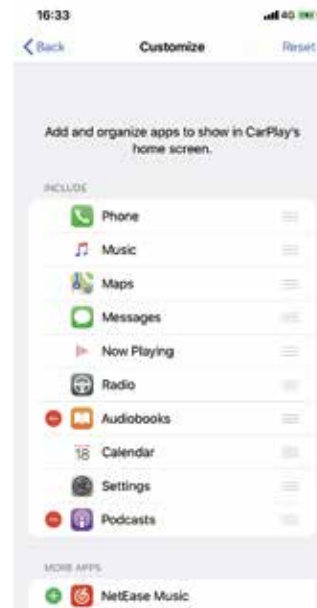 16:33
4G
Back
Customize
Reset
Add and organize apps to show in CarPlay's
home screen.
INCLUDE
Phone
Music
Maps
Messages
Now Playing
Radio
Audiobooks
18 Calendar
Settings
Podcasts
MORE APPS
NetEase Music